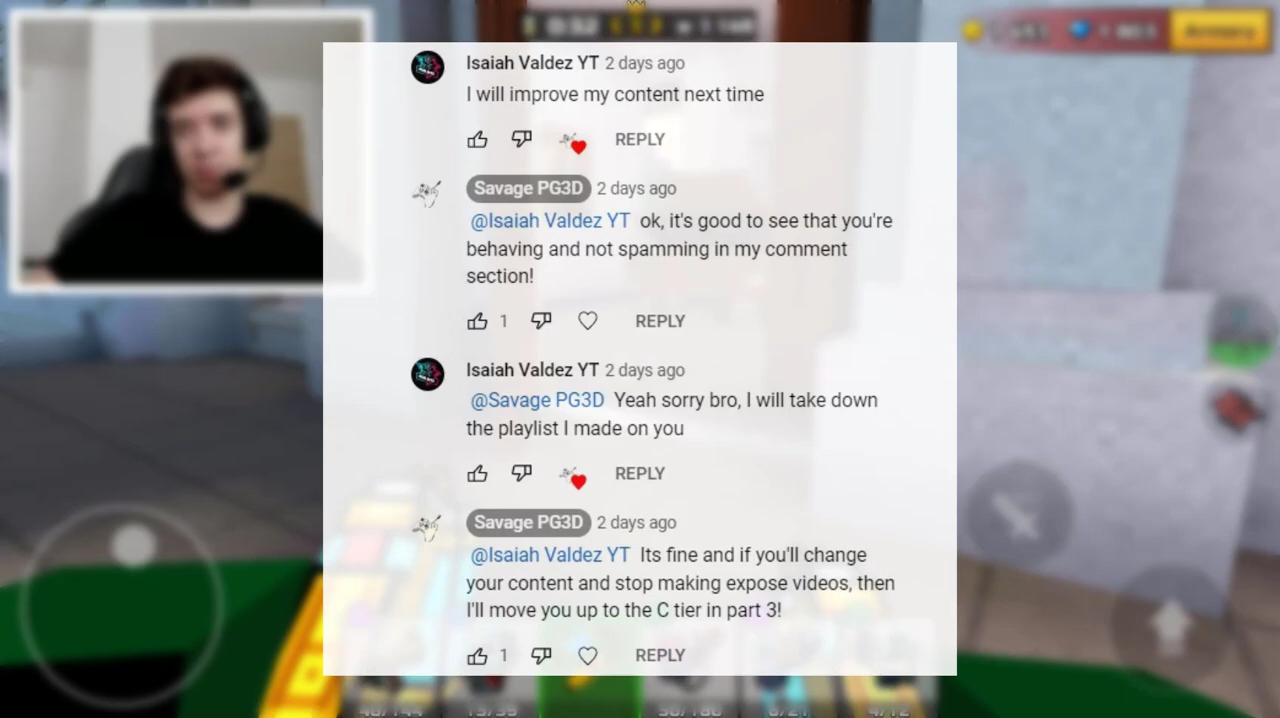 Isaiah Valdez YT 2 days ago
I will improve my content next time
REPLY
Savage PG3D 2 days ago
@Isaiah Valdez YT ok, it's good to see that you're
behaving and not spamming in my comment
section!
1 REPLY
Isaiah Valdez YT 2 days ago
@Savage PG3D Yeah sorry bro, I will take down
the playlist I made on you
REPLY
Savage PG3D 2 days ago
@Isaiah Valdez YT Its fine and if you'll change
your content and stop making expose videos, then
I'll move you up to the C tier in part 3!
1 REPLY